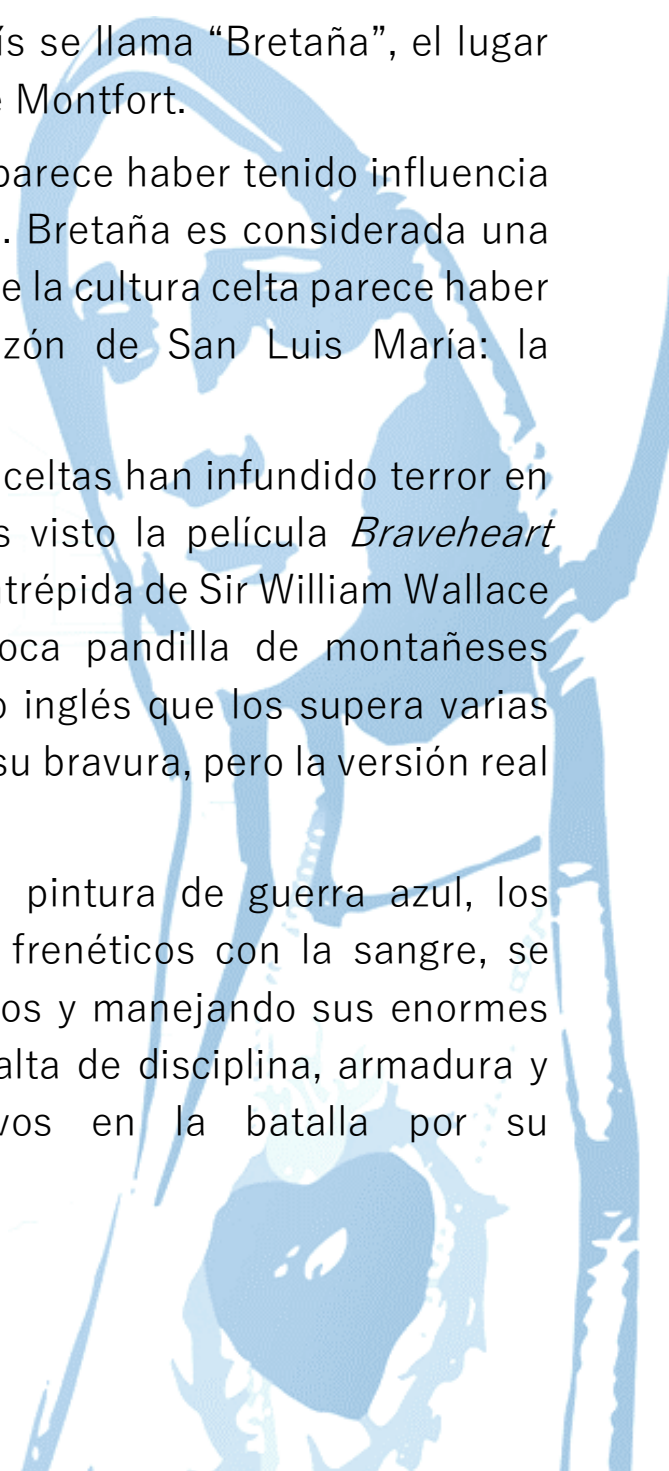 ís se llama “Bretaña”, el lugar
e Montfort.
parece haber tenido influencia
. Bretaña es considerada una
e la cultura celta parece haber
zón de San Luis María: la
celtas han infundido terror en
s visto la película Braveheart
ntrépida de Sir William Wallace
oca pandilla de montañeses
o inglés que los supera varias
su bravura, pero la versión real
pintura de guerra azul, los
frenéticos con la sangre, se
os y manejando sus enormes
alta de disciplina, armadura y
vos en la batalla por su